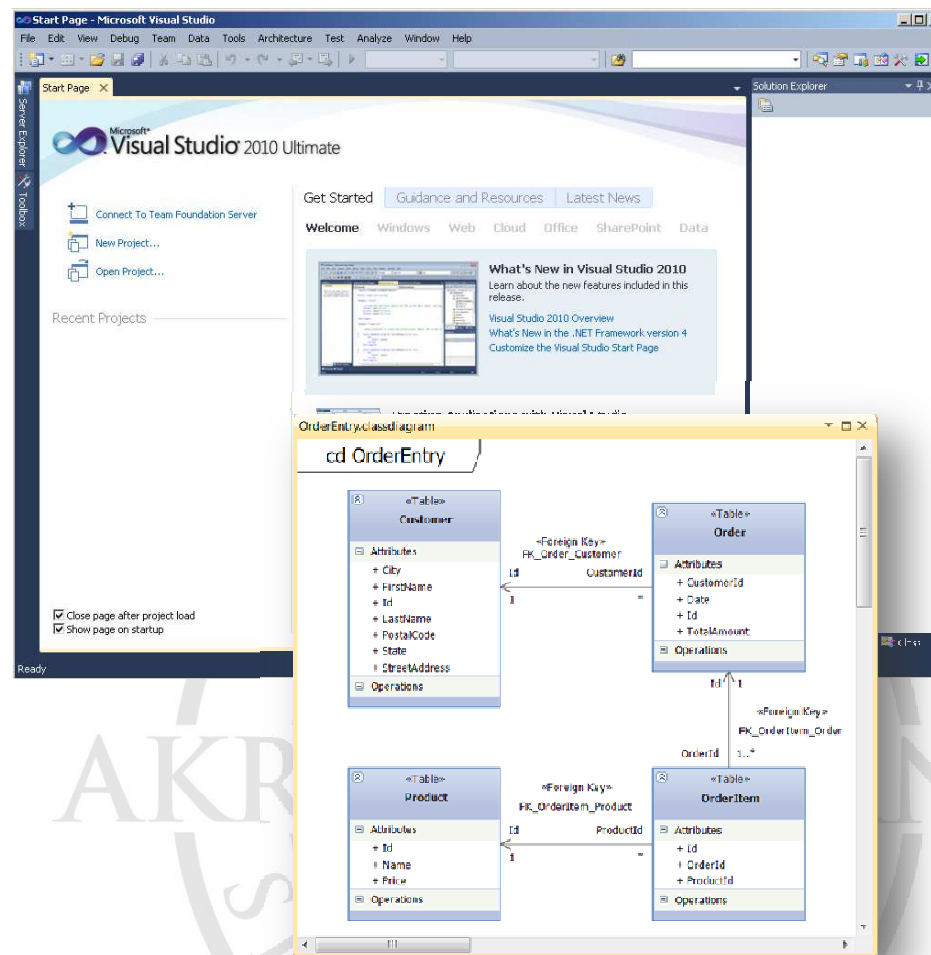 Start Page - Microsoft Visual Studio
File Edit View Debug Team Data Tools Architecture Test Analyze Window Help
Start Page
Solution Explorer
Server Explorer
Toolbox
Microsoft
Visual Studio 2010 Ultimate
Connect To Team Foundation Server
New Project...
Open Project...
Recent Projects
Get Started Guidance and Resources Latest News
Welcome Windows Web Cloud Office SharePoint Data
What's New in Visual Studio 2010
Learn about the new features included in this
release.
Visual Studio 2010 Overview
What's New in the .NET Framework version 4
Customize the Visual Studio Start Page
Close page after project load
Show page on startup
Ready
Class
OrderEntry.classdiagram
cd OrderEntry
«Table»
Customer
Attributes
+ City
+ FirstName
+ Id
+ LastName
+ PostalCode
+ State
+ StreetAddress
Operations
«Foreign Key»
FK_Order_Customer
Id CustomerId
1 *
«Table»
Order
Attributes
+ CustomerId
+ Date
+ Id
+ TotalAmount
Operations
Id 1
«Foreign Key»
FK_OrderItem_Order
OrderId 1..*
«Table»
Product
Attributes
+ Id
+ Name
+ Price
Operations
«Foreign Key»
FK_OrderItem_Product
Id ProductId
1 *
«Table»
OrderItem
Attributes
+ Id
+ OrderId
+ ProductId
Operations
AKR